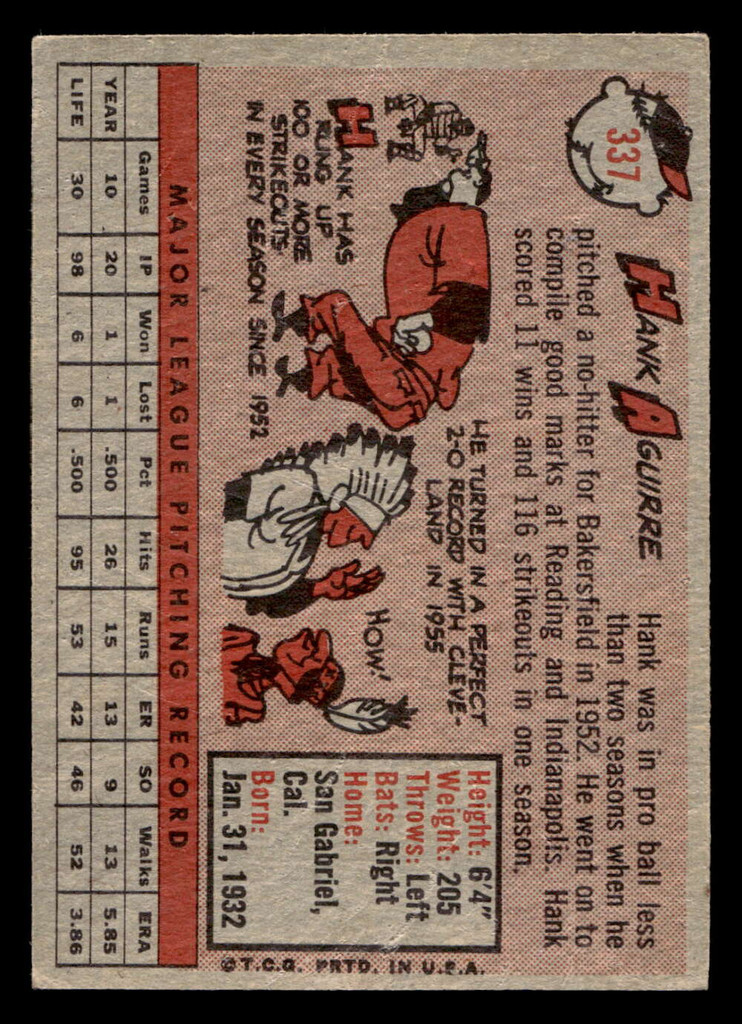 337
HANK AGUIRRE
Hank was in pro ball less
than two seasons when he
pitched a no-hitter for Bakersfield in 1952. He went on to
compile good marks at Reading and Indianapolis. Hank
scored 11 wins and 116 strikeouts in one season.
HANK HAS
RUNG UP
100 OR MORE
STRIKEOUTS
IN EVERY SEASON SINCE 1952
HE TURNED IN A PERFECT
2-0 RECORD WITH CLEVE-
LAND IN 1955
HOW!
Height: 6'4"
Weight: 205
Throws: Left
Bats: Right
Home:
San Gabriel,
Cal.
Born:
Jan. 31, 1932
©T.C.G. PRTD. IN U.S.A.
MAJOR LEAGUE PITCHING RECORD
Games IP Won Lost Pct Hits Runs ER SO Walks ERA
YEAR 10 20 1 1 .500 26 15 13 9 13 5.85
LIFE 30 98 6 6 .500 95 53 42 46 52 3.86